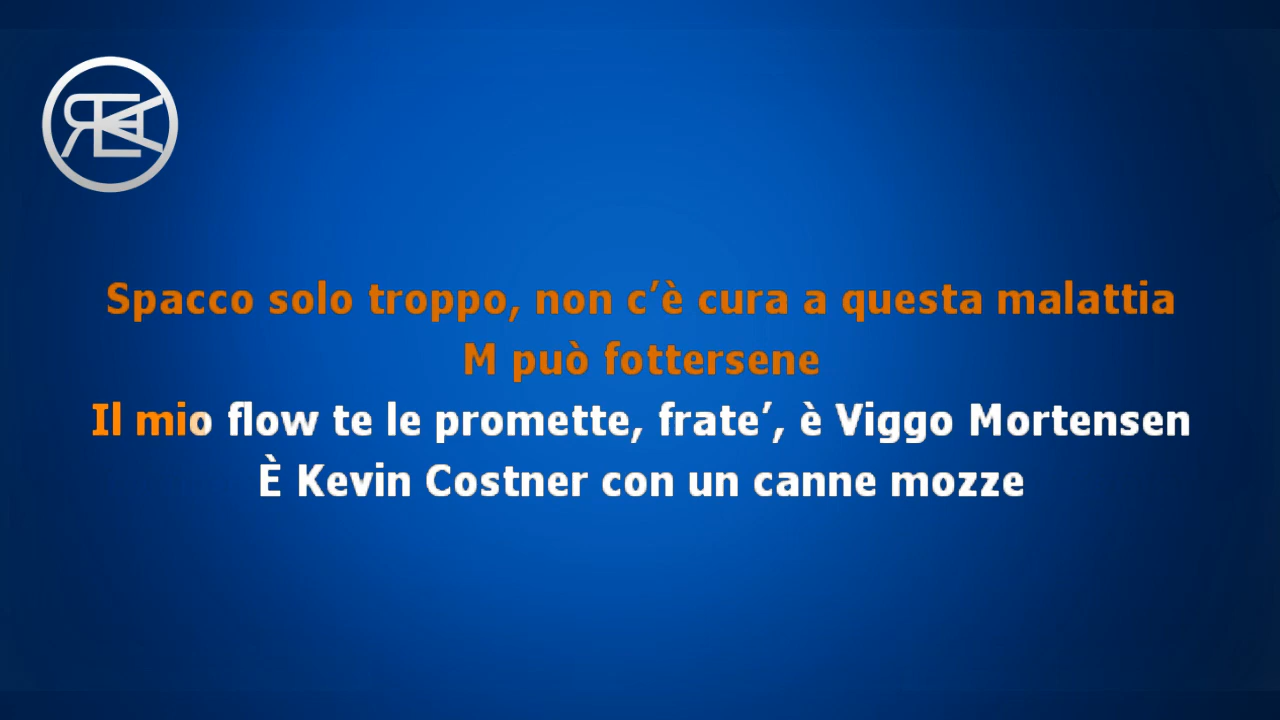 Spacco solo troppo, non c’è cura a questa malattia
M può fottersene
Il mio flow te le promette, frate’, è Viggo Mortensen
È Kevin Costner con un canne mozze